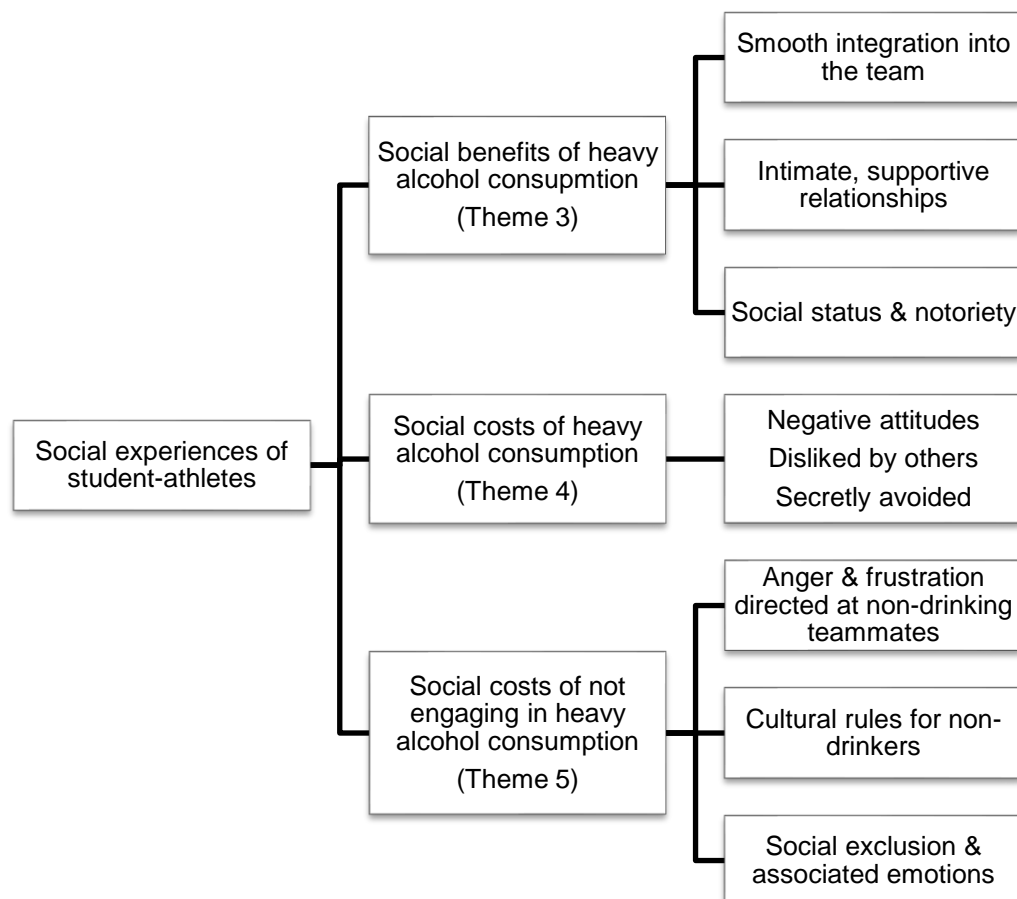 Social experiences of
student-athletes
Social benefits of heavy
alcohol consupmtion
(Theme 3)
Smooth integration into
the team
Intimate, supportive
relationships
Social status & notoriety
Social costs of heavy
alcohol consumption
(Theme 4)
Negative attitudes
Disliked by others
Secretly avoided
Social costs of not
engaging in heavy
alcohol consumption
(Theme 5)
Anger & frustration
directed at non-drinking
teammates
Cultural rules for non-
drinkers
Social exclusion &
associated emotions